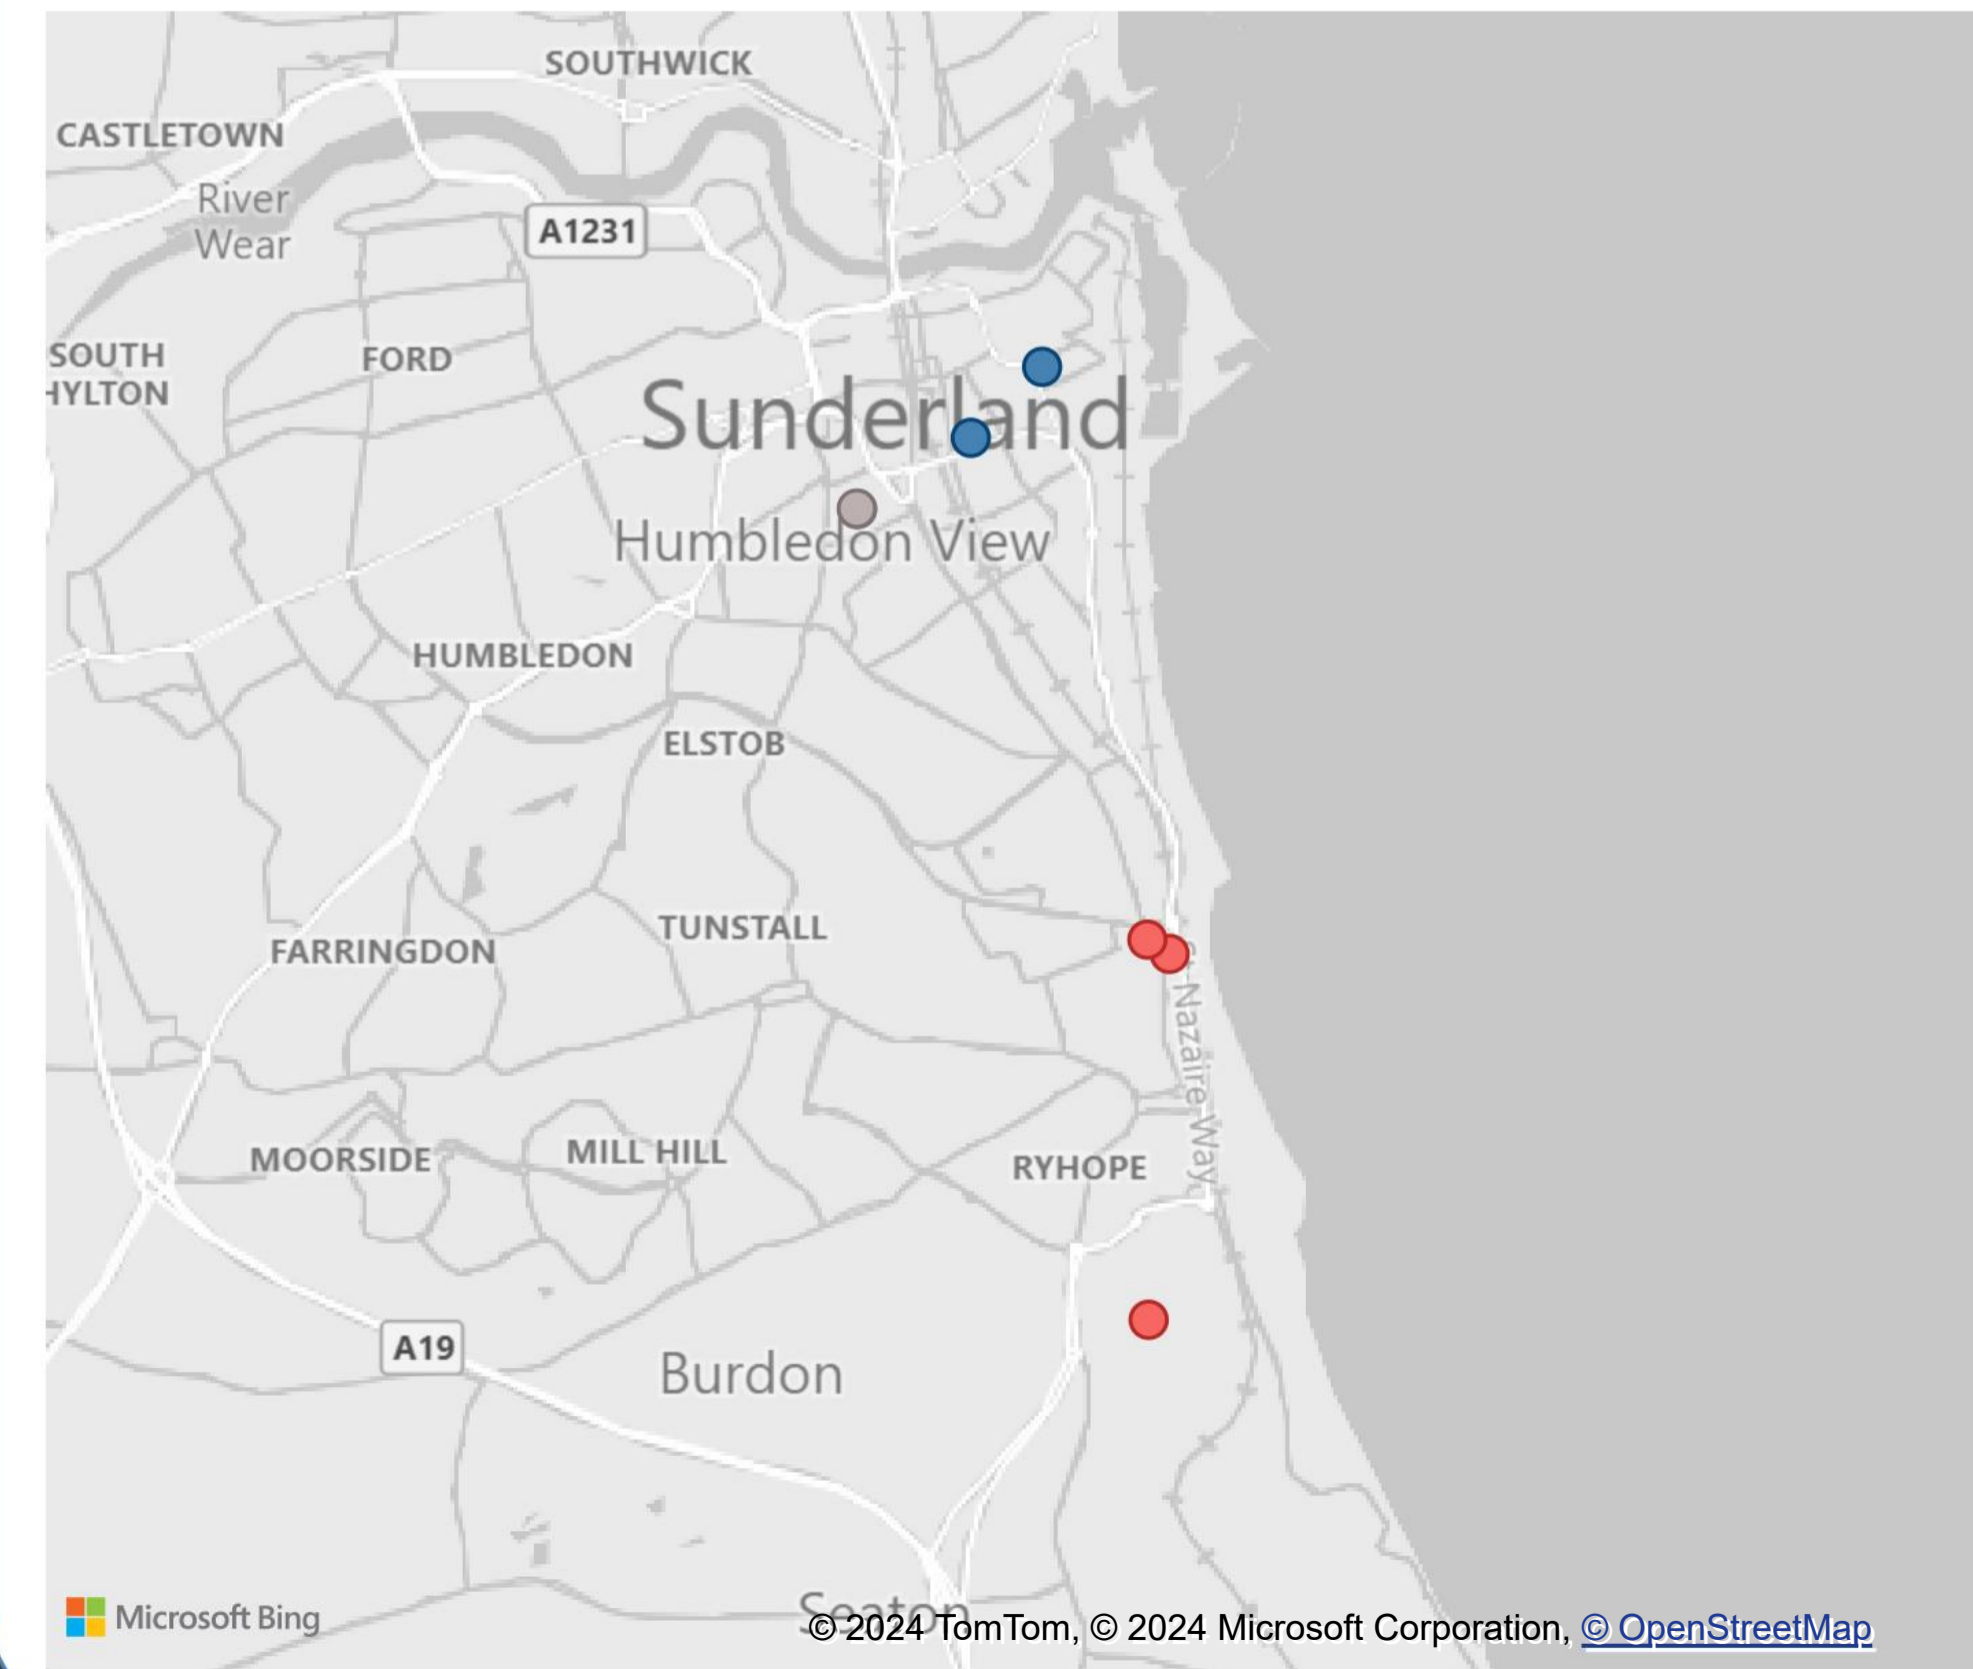 SOUTHWICK
CASTLETOWN
River
Wear
A1231
SOUTH
HYLTON
FORD
Sunderland
Humbledon View
HUMBLEDON
ELSTOB
TUNSTALL
FARRINGDON
St. Nazaire Way
MOORSIDE
MILL HILL
RYHOPE
A19
Burdon
Seaton
Microsoft Bing
© 2024 TomTom, © 2024 Microsoft Corporation, © OpenStreetMap